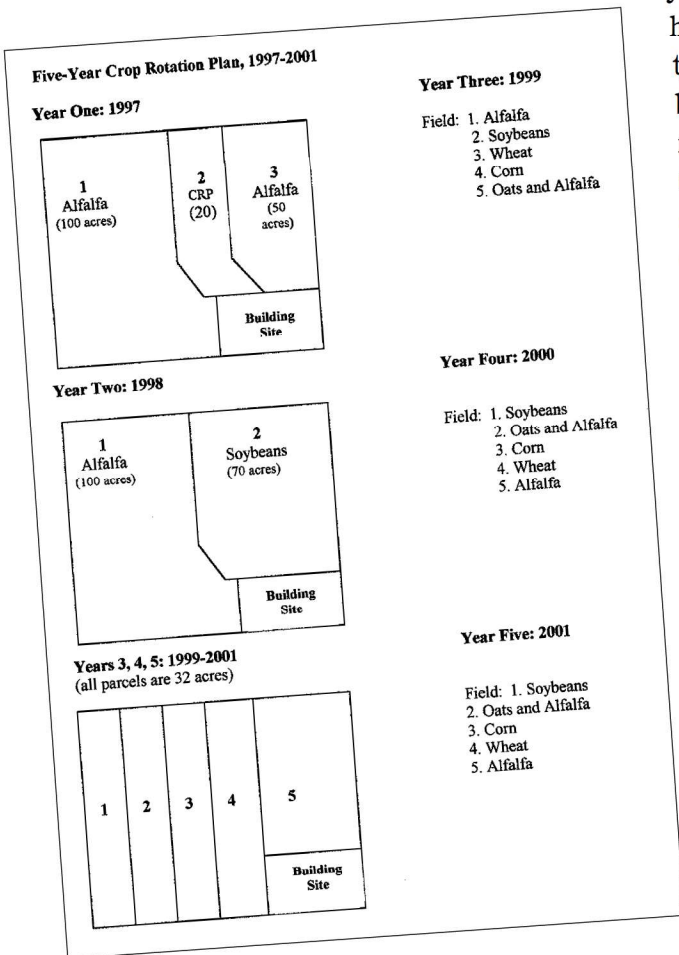 Five-Year Crop Rotation Plan, 1997-2001
Year One: 1997
1
Alfalfa
(100 acres)
2
CRP
(20)
3
Alfalfa
(50
acres)
Building
Site
Year Two: 1998
1
Alfalfa
(100 acres)
2
Soybeans
(70 acres)
Building
Site
Years 3, 4, 5: 1999-2001
(all parcels are 32 acres)
1
2
3
4
5
Building
Site
Year Three: 1999
Field: 1. Alfalfa
2. Soybeans
3. Wheat
4. Corn
5. Oats and Alfalfa
Year Four: 2000
Field: 1. Soybeans
2. Oats and Alfalfa
3. Corn
4. Wheat
5. Alfalfa
Year Five: 2001
Field: 1. Soybeans
2. Oats and Alfalfa
3. Corn
4. Wheat
5. Alfalfa